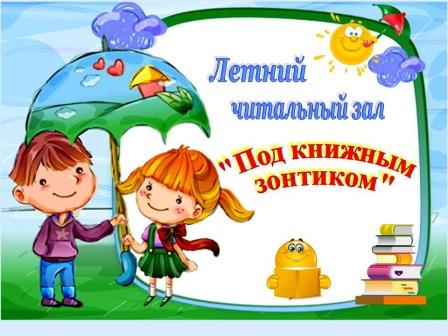 Летний
читальный зал
"Под книжным
зонтиком"